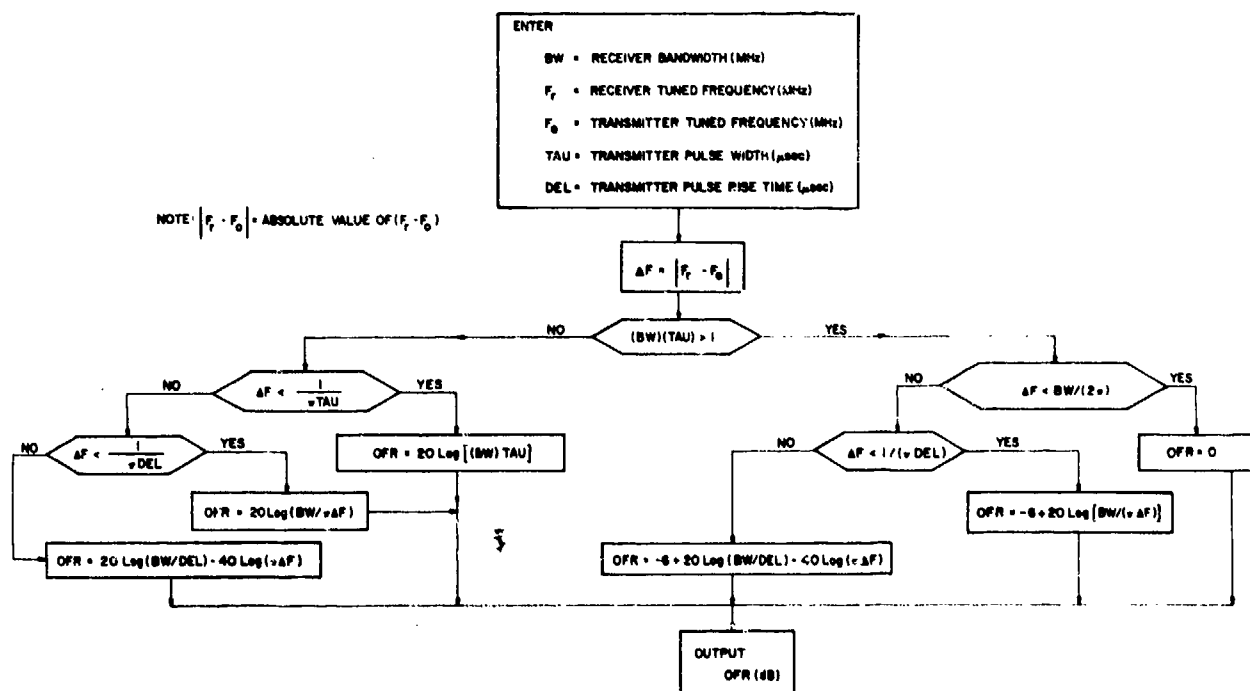 ENTER
BW = RECEIVER BANDWIDTH (MHz)
Fr = RECEIVER TUNED FREQUENCY (MHz)
Fo = TRANSMITTER TUNED FREQUENCY (MHz)
TAU = TRANSMITTER PULSE WIDTH (μsec)
DEL = TRANSMITTER PULSE RISE TIME (μsec)
NOTE: |Fr - Fo| = ABSOLUTE VALUE OF (Fr - Fo)
ΔF = |Fr - Fo|
NO
(BW)(TAU) > 1
YES
NO
ΔF < 1/πTAU
YES
NO
ΔF < BW/(2π)
YES
NO
ΔF < 1/πDEL
YES
OFR = 20 Log [(BW) TAU]
NO
ΔF < 1/(π DEL)
YES
OFR = 0
OFR = 20 Log (BW/πΔF)
OFR = -6 + 20 Log [BW/(πΔF)]
OFR = 20 Log (BW/DEL) - 40 Log (πΔF)
OFR = -6 + 20 Log (BW/DEL) - 40 Log (πΔF)
OUTPUT
OFR (dB)